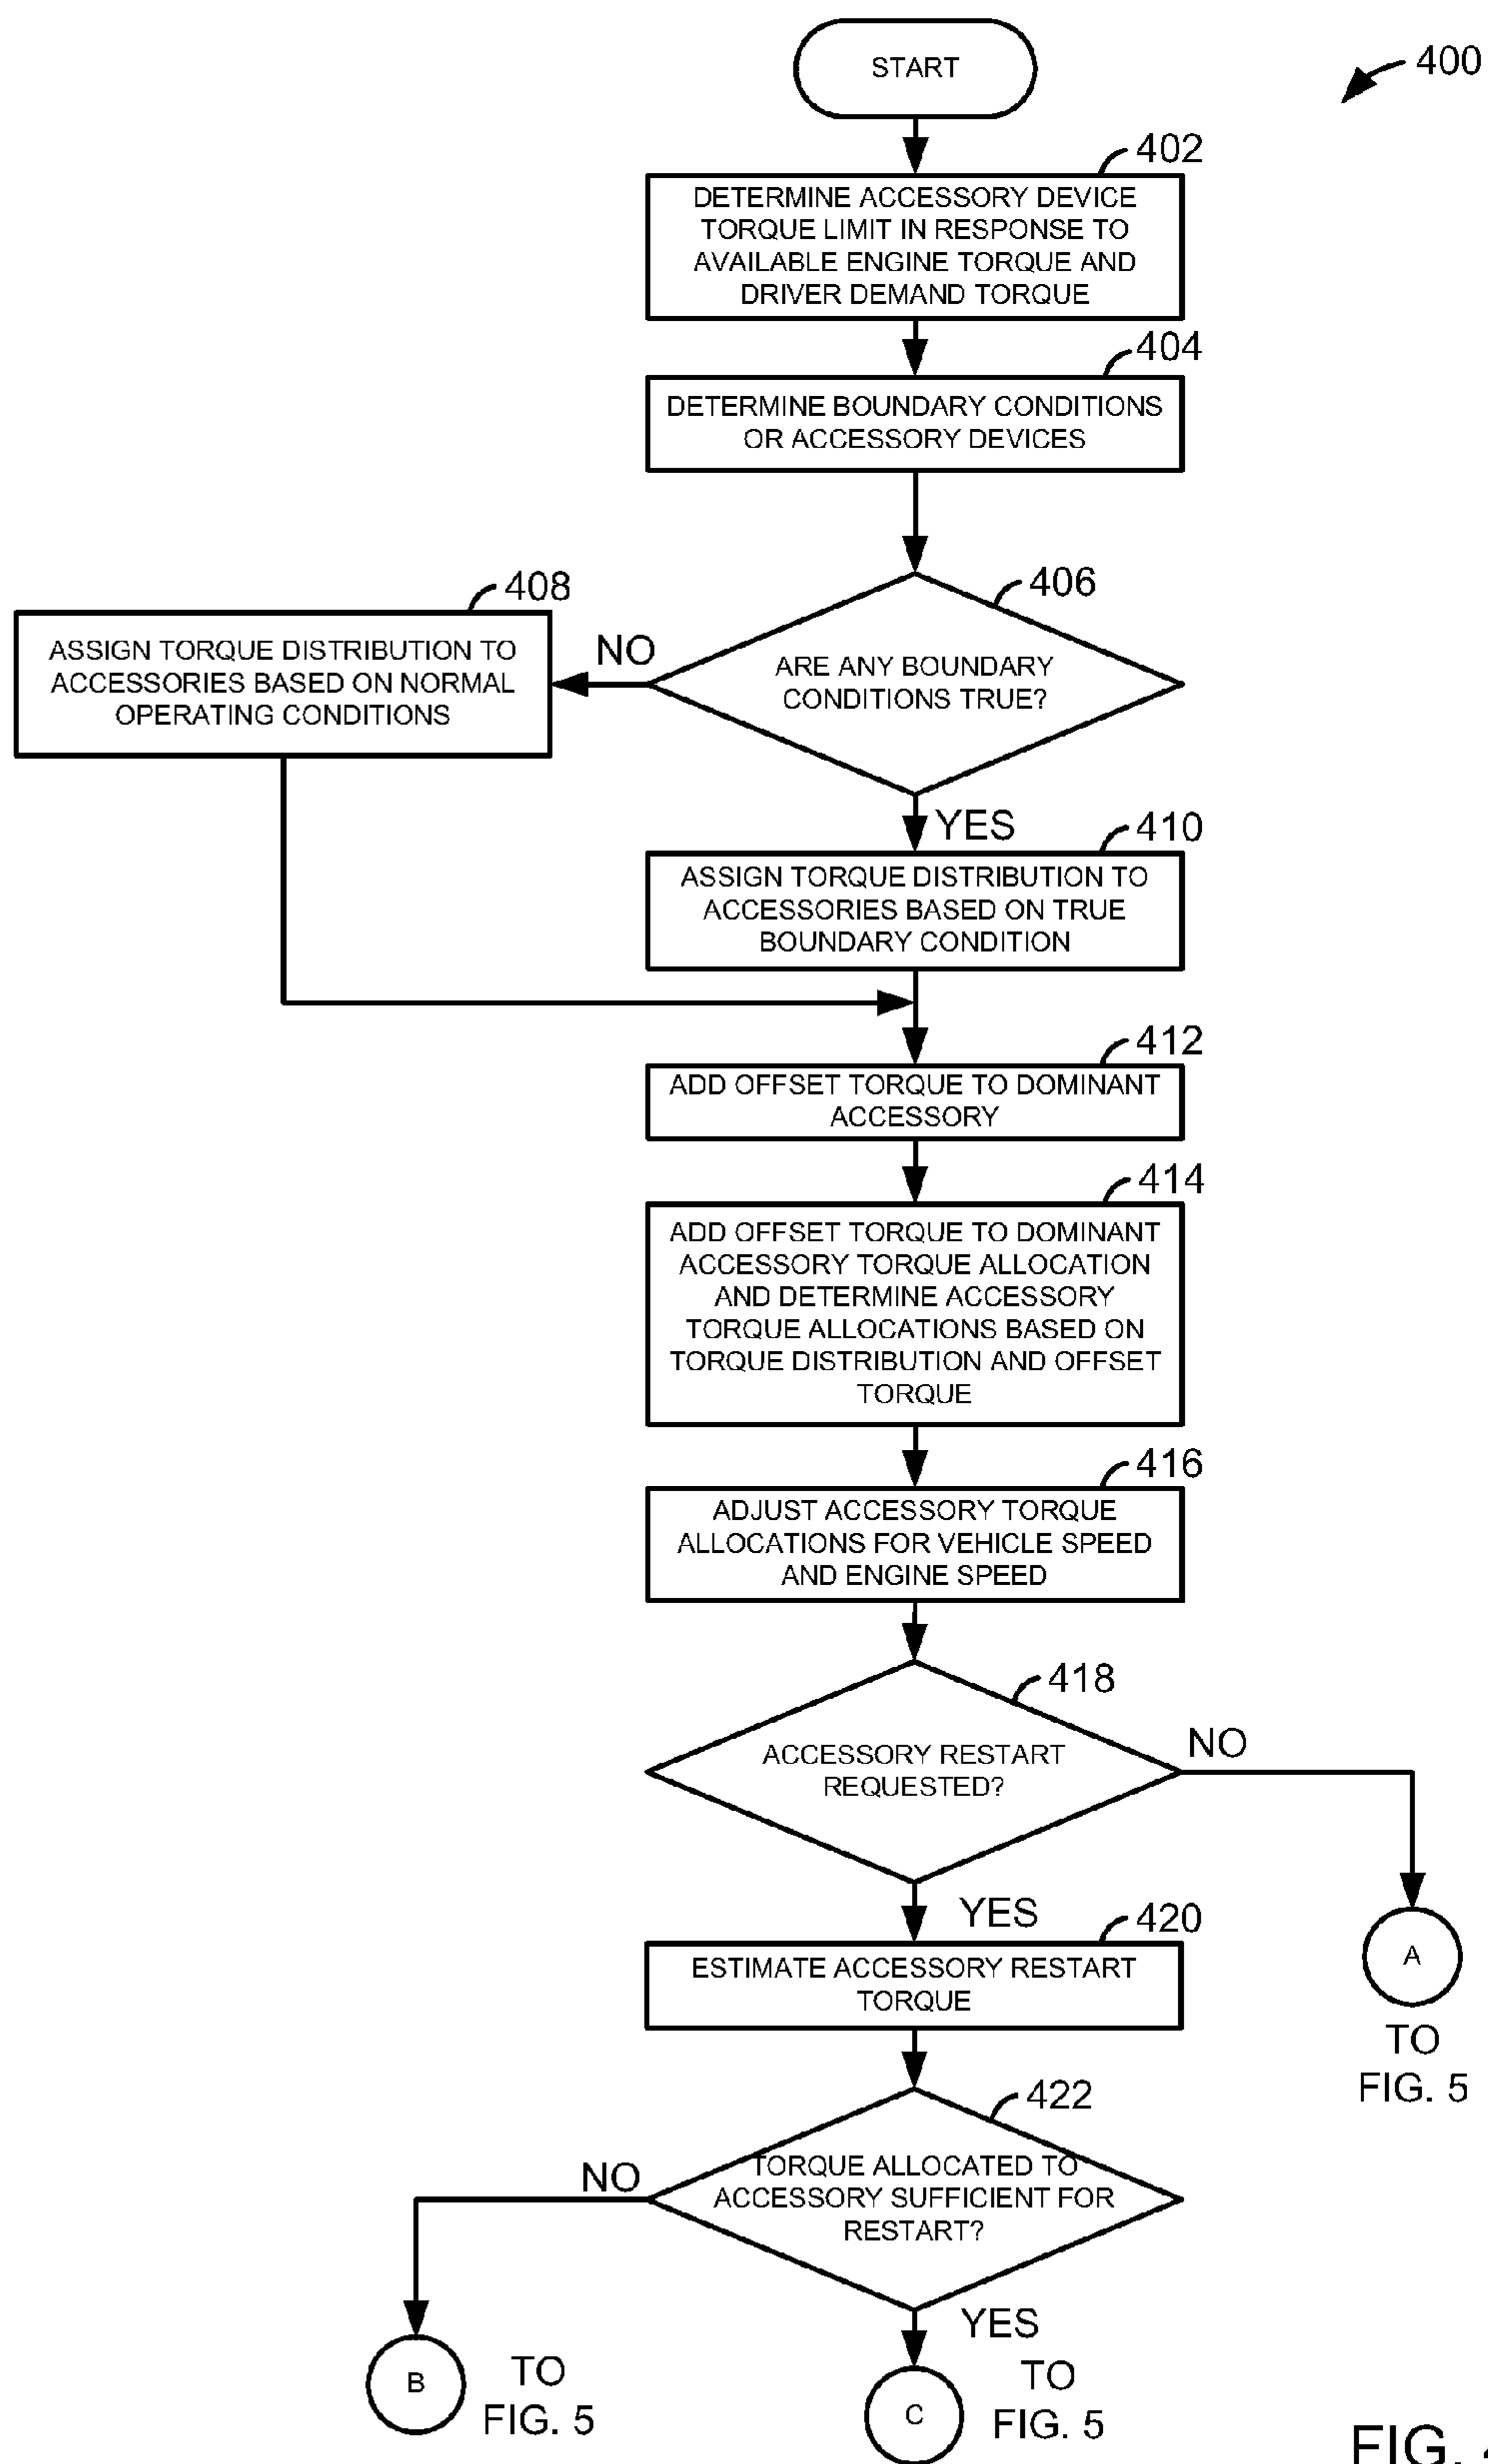 START
400
402
DETERMINE ACCESSORY DEVICE
TORQUE LIMIT IN RESPONSE TO
AVAILABLE ENGINE TORQUE AND
DRIVER DEMAND TORQUE
404
DETERMINE BOUNDARY CONDITIONS
OR ACCESSORY DEVICES
406
ARE ANY BOUNDARY
CONDITIONS TRUE?
NO
408
ASSIGN TORQUE DISTRIBUTION TO
ACCESSORIES BASED ON NORMAL
OPERATING CONDITIONS
YES
410
ASSIGN TORQUE DISTRIBUTION TO
ACCESSORIES BASED ON TRUE
BOUNDARY CONDITION
412
ADD OFFSET TORQUE TO DOMINANT
ACCESSORY
414
ADD OFFSET TORQUE TO DOMINANT
ACCESSORY TORQUE ALLOCATION
AND DETERMINE ACCESSORY
TORQUE ALLOCATIONS BASED ON
TORQUE DISTRIBUTION AND OFFSET
TORQUE
416
ADJUST ACCESSORY TORQUE
ALLOCATIONS FOR VEHICLE SPEED
AND ENGINE SPEED
418
ACCESSORY RESTART
REQUESTED?
NO
A
TO
FIG. 5
YES
420
ESTIMATE ACCESSORY RESTART
TORQUE
422
TORQUE ALLOCATED TO
ACCESSORY SUFFICIENT FOR
RESTART?
NO
B
TO
FIG. 5
YES
C
TO
FIG. 5
FIG.